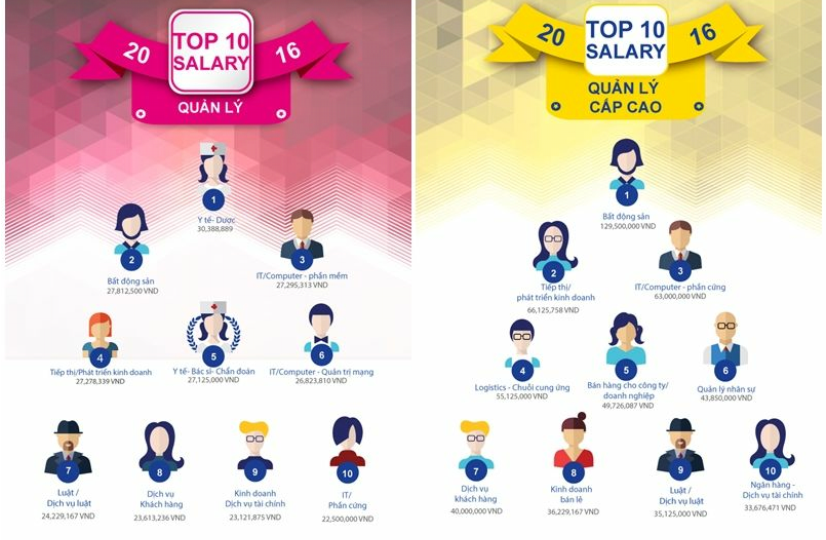 20
TOP 10
SALARY
16
QUẢN LÝ
1
Y tế- Dược
30,388,889
2
Bất động sản
27,812,500 VND
3
IT/Computer - phần mềm
27,295,313 VND
4
Tiếp thị/Phát triển kinh doanh
27,278,339 VND
5
Y tế- Bác sĩ- Chẩn đoán
27,125,000 VND
6
IT/Computer - Quản trị mạng
26,823,810 VND
7
Luật /
Dịch vụ luật
24,229,167 VND
8
Dịch vụ
Khách hàng
23,613,236 VND
9
Kinh doanh
Dịch vụ tài chính
23,121,875 VND
10
IT/
Phần cứng
22,500,000 VND
20
TOP 10
SALARY
16
QUẢN LÝ
CẤP CAO
1
Bất động sản
129,500,000 VND
2
Tiếp thị/
phát triển kinh doanh
66,125,758 VND
3
IT/Computer - phần cứng
63,000,000 VND
4
Logistics - Chuỗi cung ứng
55,125,000 VND
5
Bán hàng cho công ty/
doanh nghiệp
49,726,087 VND
6
Quản lý nhân sự
43,850,000 VND
7
Dịch vụ
khách hàng
40,000,000 VND
8
Kinh doanh
bán lẻ
36,229,167 VND
9
Luật /
Dịch vụ luật
35,125,000 VND
10
Ngân hàng -
Dịch vụ tài chính
33,676,471 VND